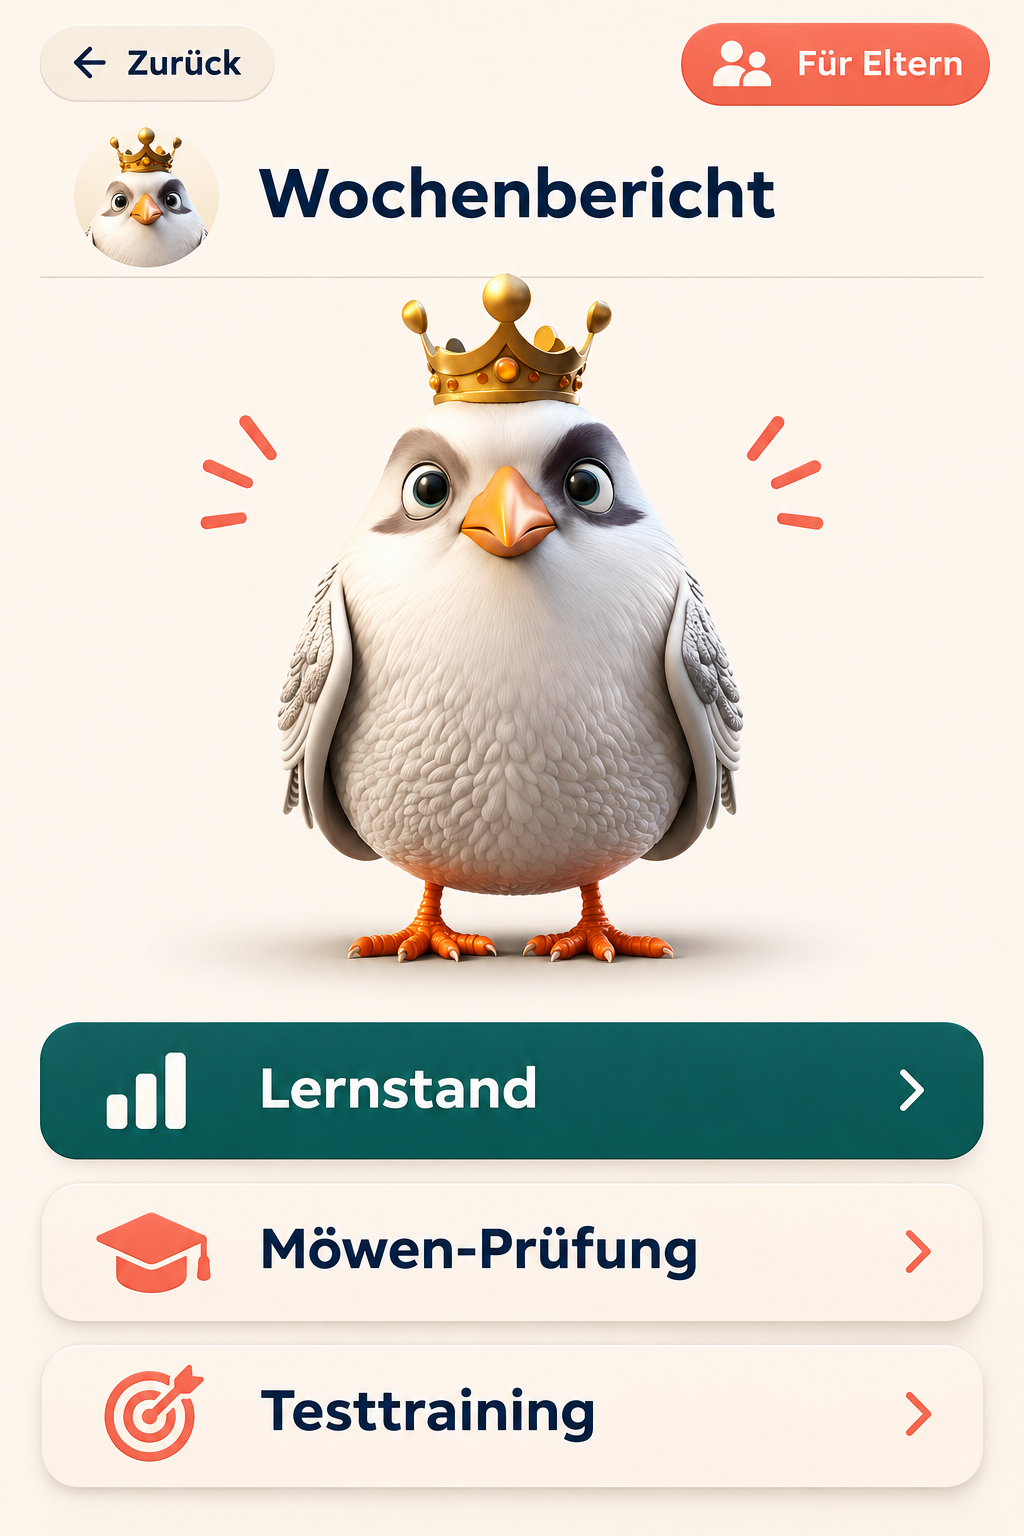 Zurück
Für Eltern
Wochenbericht
Lernstand
Möwen-Prüfung
Testtraining